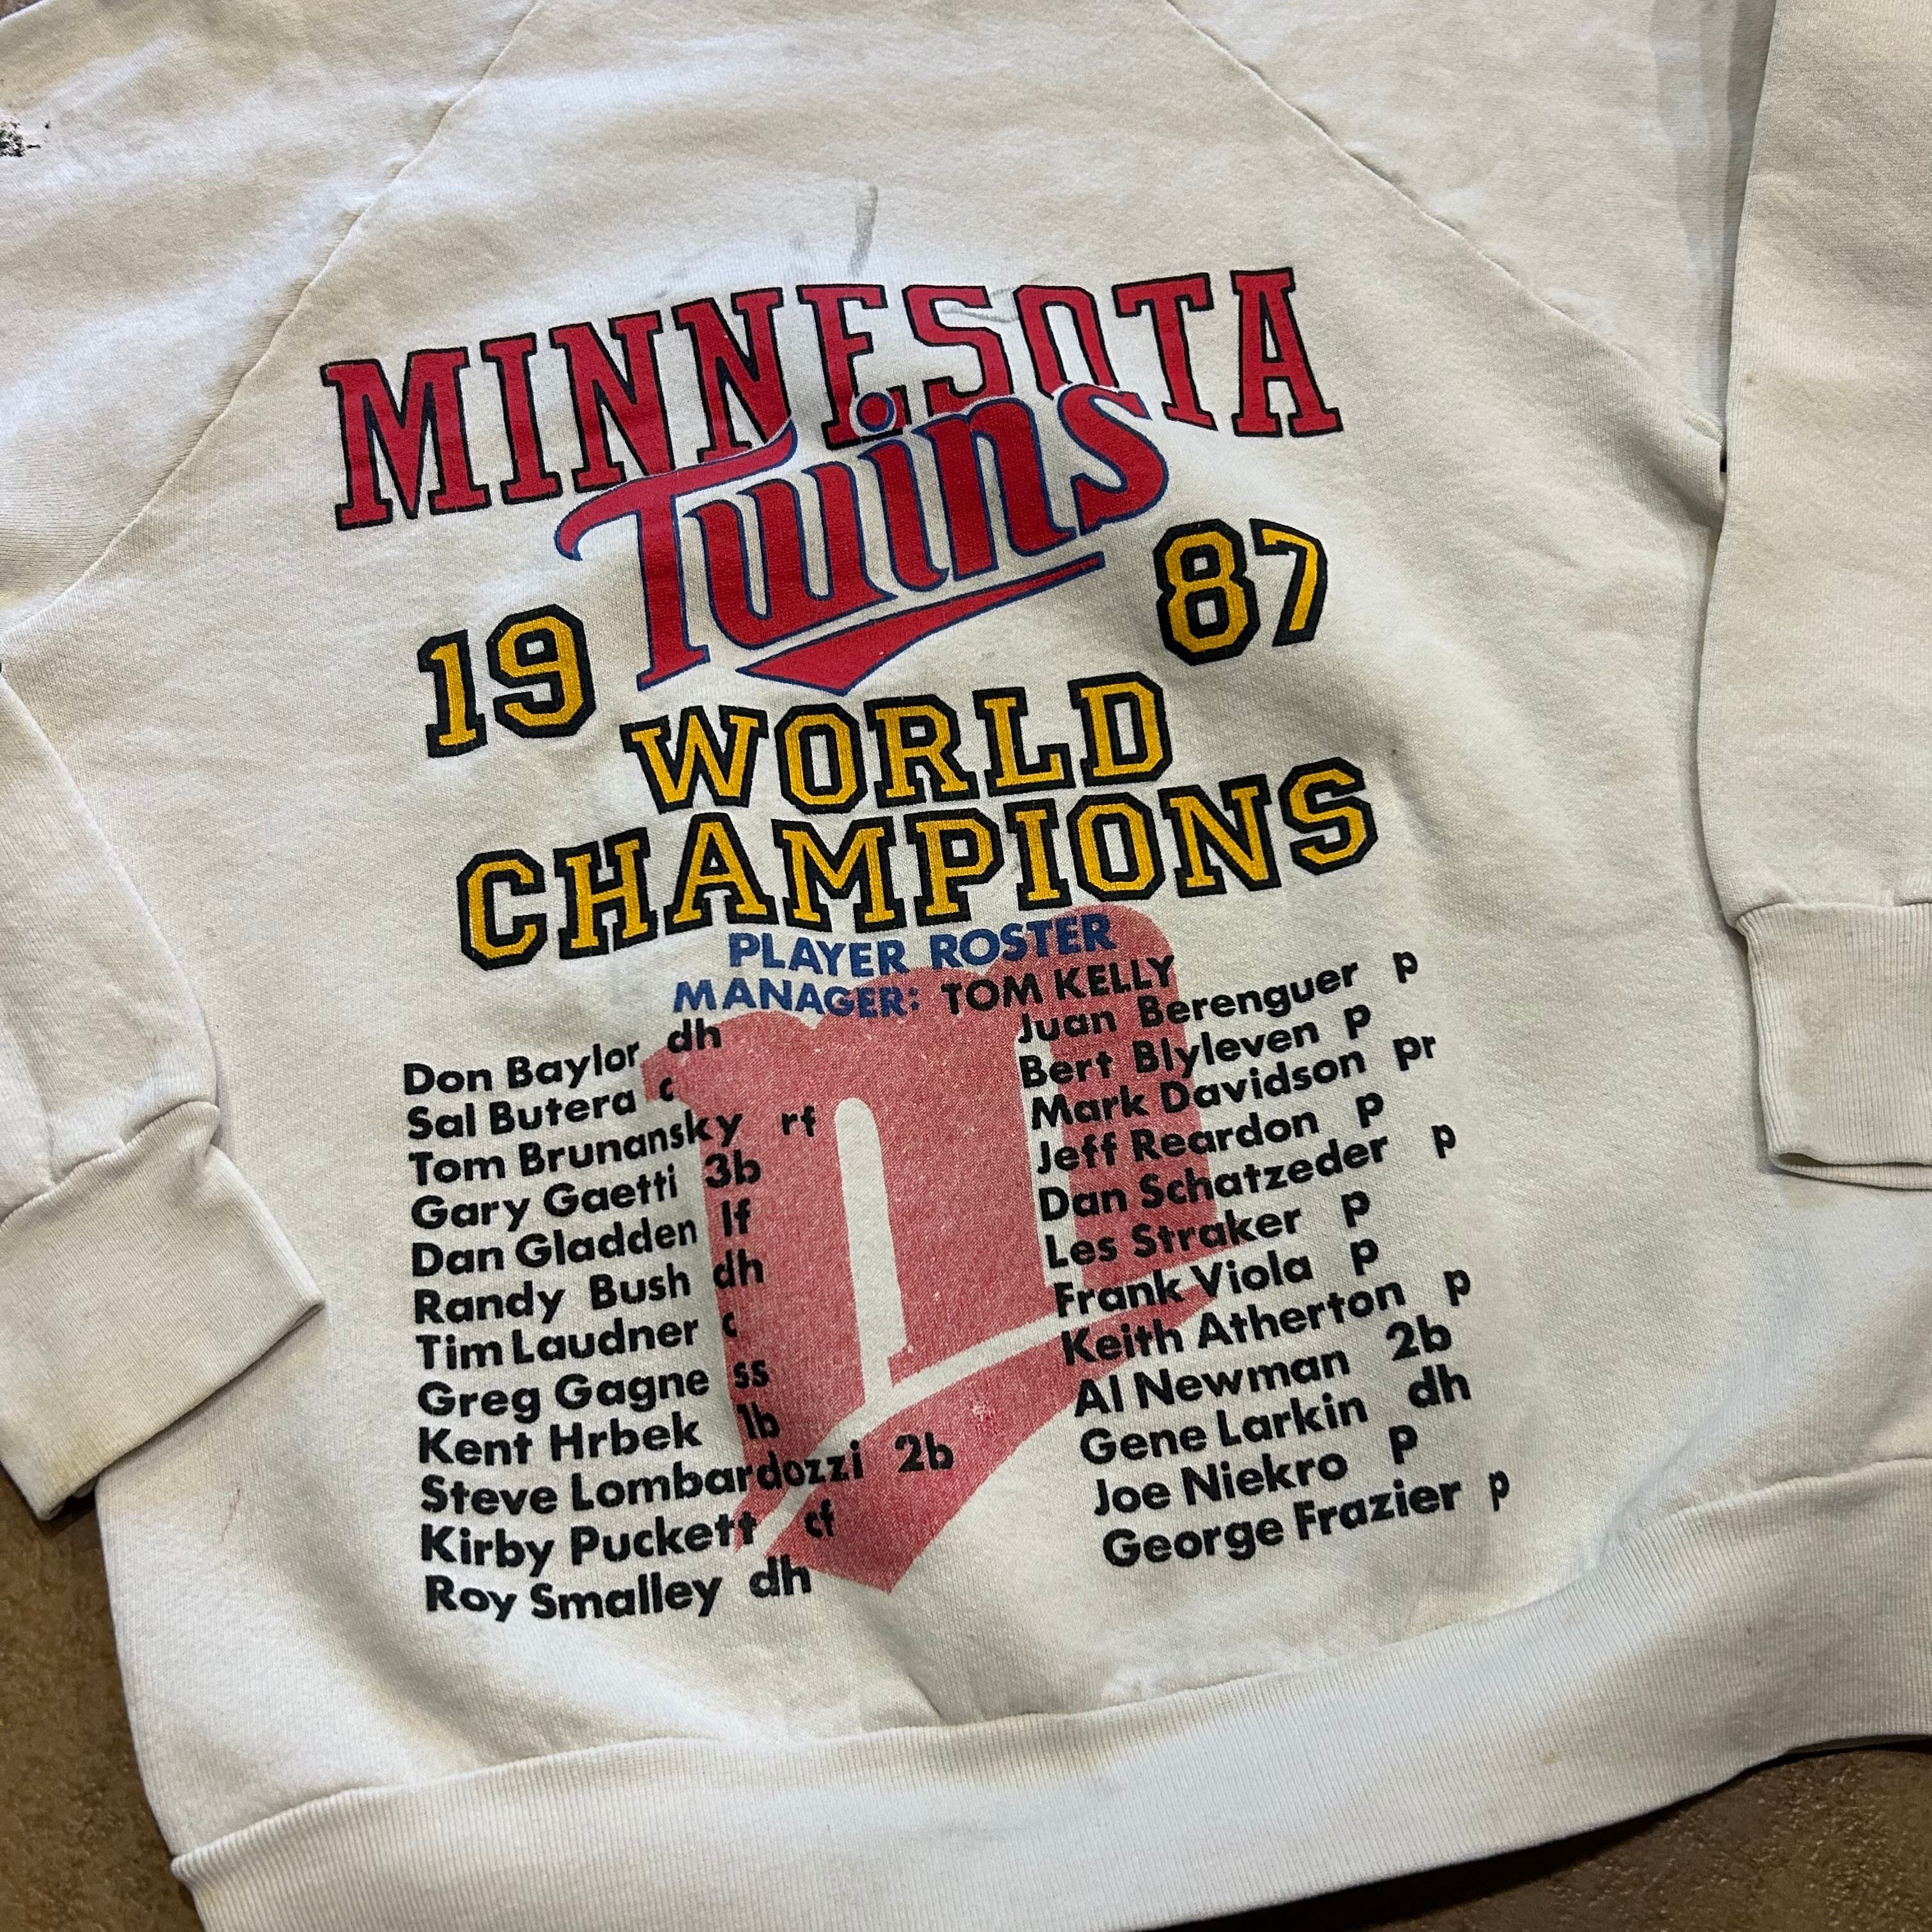 MINNESOTA
Twins
19 87
WORLD
CHAMPIONS
PLAYER ROSTER
MANAGER: TOM KELLY
Don Baylor dh
Sal Butera c
Tom Brunansky rf
Gary Gaetti 3b
Dan Gladden lf
Randy Bush dh
Tim Laudner c
Greg Gagne ss
Kent Hrbek 1b
Steve Lombardozzi 2b
Kirby Puckett cf
Roy Smalley dh
Juan Berenguer p
Bert Blyleven p
Mark Davidson pr
Jeff Reardon p
Dan Schatzeder p
Les Straker p
Frank Viola p
Keith Atherton p
Al Newman 2b
Gene Larkin dh
Joe Niekro p
George Frazier p
m